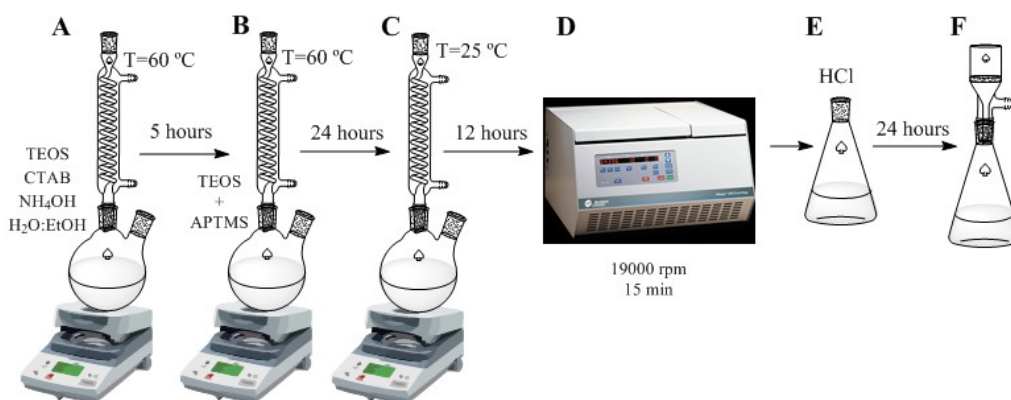 A
B
C
D
E
F
T=60 ºC
T=60 ºC
T=25 ºC
HCl
5 hours
24 hours
12 hours
24 hours
TEOS
CTAB
NH₄OH
H₂O:EtOH
TEOS
+
APTMS
19000 rpm
15 min